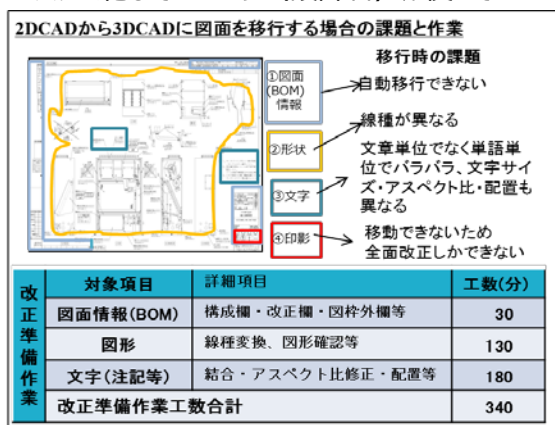 2DCADから3DCADに図面を移行する場合の課題と作業
移行時の課題
①図面
(BOM)
情報
自動移行できない
②形状
線種が異なる
③文字
文章単位でなく単語単
位でバラバラ、文字サイ
ズ・アスペクト比・配置も
異なる
④印影
移動できないため
全面改正しかできない
改正準備作業
対象項目 詳細項目 工数(分)
図面情報(BOM) 構成欄・改正欄・図枠外欄等 30
図形 線種変換、図形確認等 130
文字(注記等) 結合・アスペクト比修正・配置等 180
改正準備作業工数合計 340